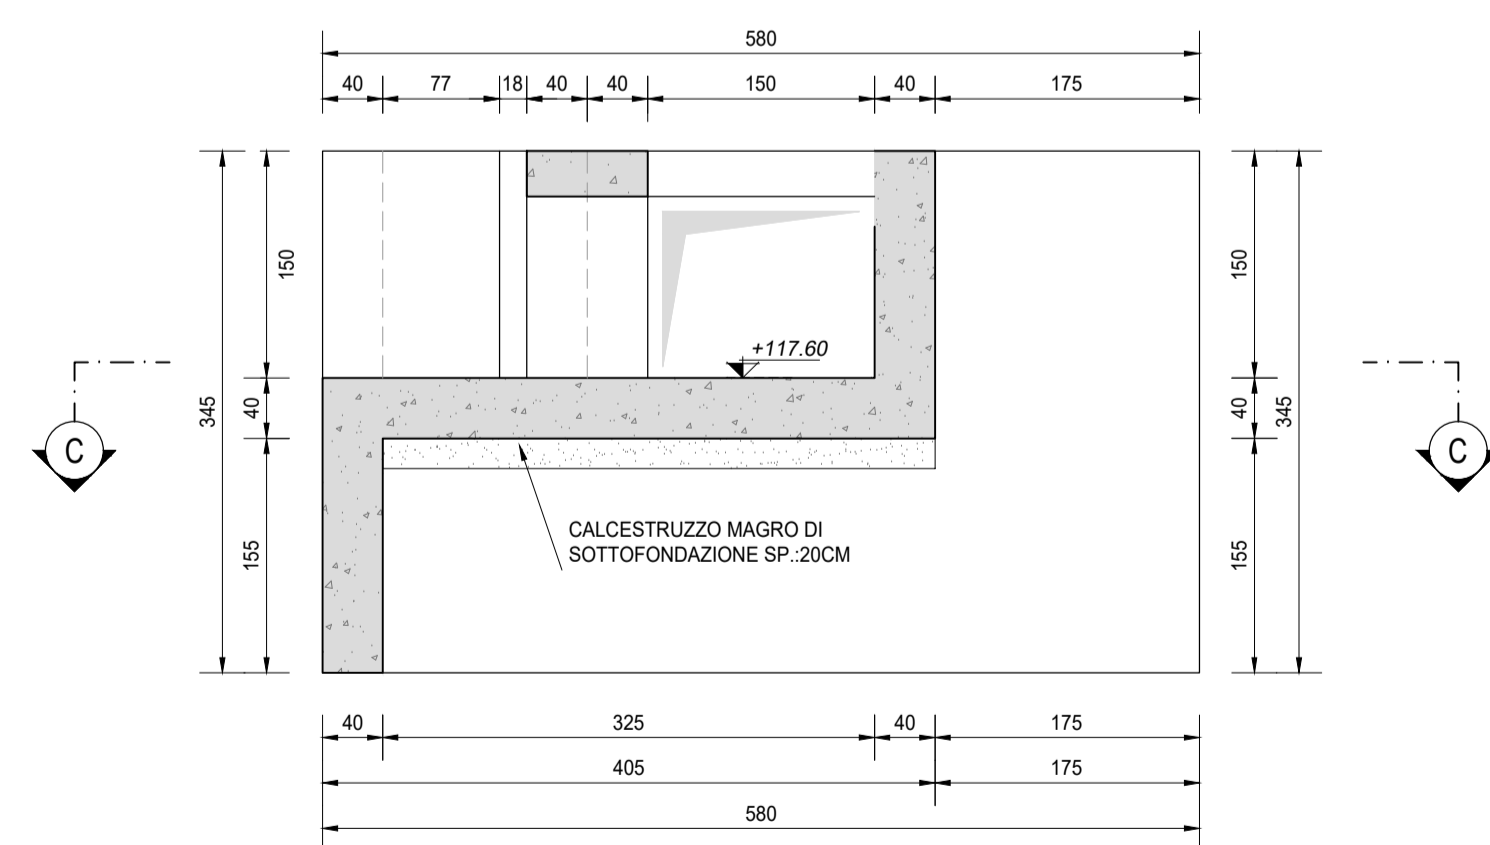 580
40 77 18 40 40 150 40 175
150 150
+117.60
345 40 40 345
C C
CALCESTRUZZO MAGRO DI
SOTTOFONDAZIONE SP.:20CM
155 155
40 325 40 175
405 175
580